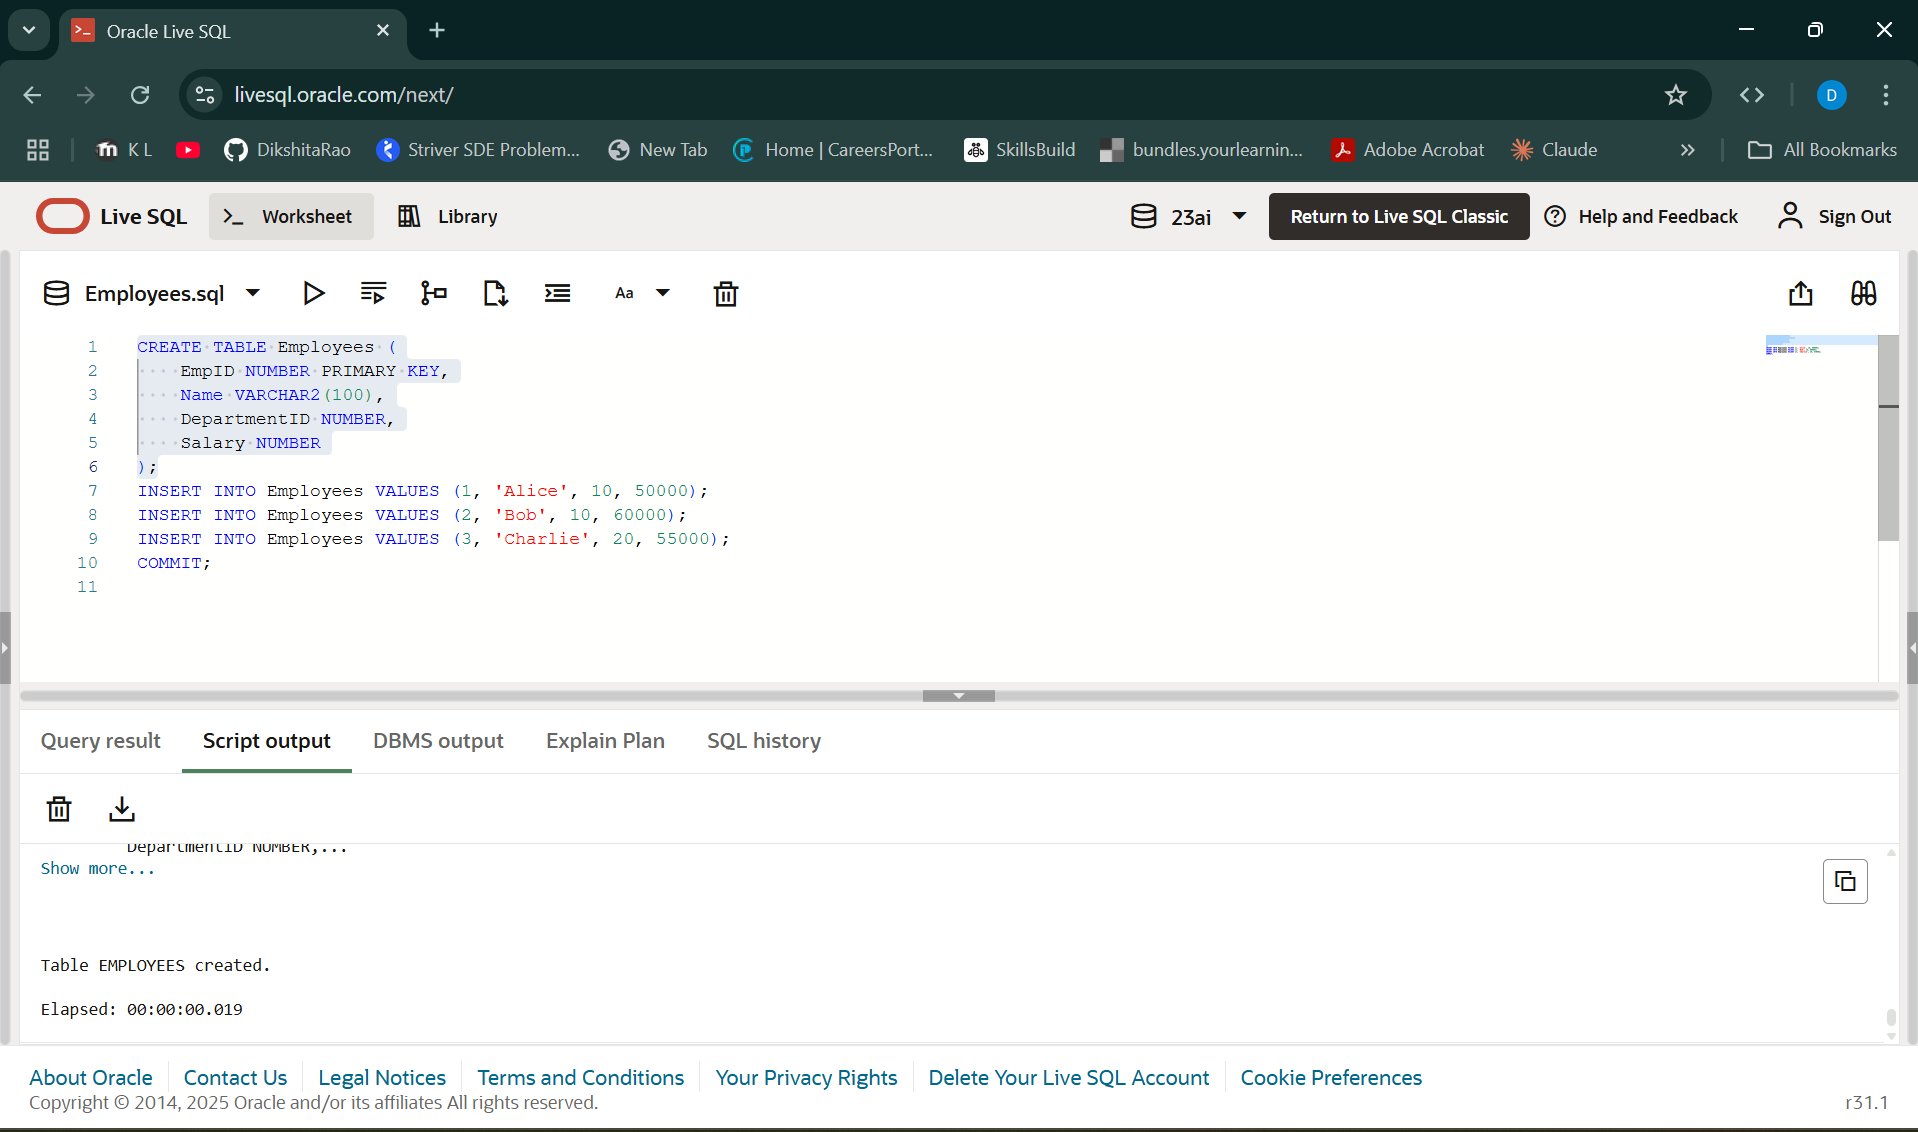 Oracle Live SQL
livesql.oracle.com/next/
K L
DikshitaRao
Striver SDE Problem...
New Tab
Home | CareersPort...
SkillsBuild
bundles.yourlearnin...
Adobe Acrobat
Claude
»
All Bookmarks
D
Live SQL
>_ Worksheet
Library
23ai
Return to Live SQL Classic
Help and Feedback
Sign Out
Employees.sql
Aa
1 CREATE TABLE Employees (
2 EmpID NUMBER PRIMARY KEY,
3 Name VARCHAR2(100),
4 DepartmentID NUMBER,
5 Salary NUMBER
6 );
7 INSERT INTO Employees VALUES (1, 'Alice', 10, 50000);
8 INSERT INTO Employees VALUES (2, 'Bob', 10, 60000);
9 INSERT INTO Employees VALUES (3, 'Charlie', 20, 55000);
10 COMMIT;
11
Query result
Script output
DBMS output
Explain Plan
SQL history
DepartmentID NUMBER,...
Show more...
Table EMPLOYEES created.
Elapsed: 00:00:00.019
About Oracle
Contact Us
Legal Notices
Terms and Conditions
Your Privacy Rights
Delete Your Live SQL Account
Cookie Preferences
Copyright © 2014, 2025 Oracle and/or its affiliates All rights reserved.
r31.1